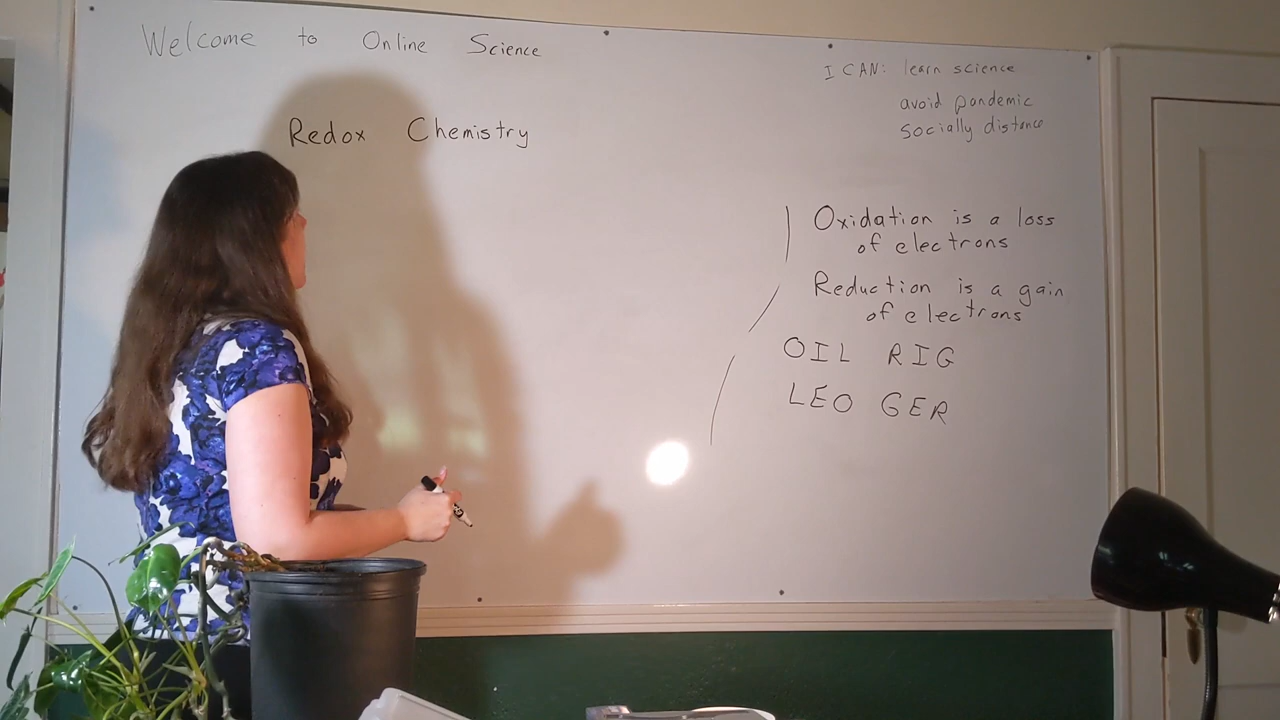 Welcome to Online Science
I CAN: learn science
avoid pandemic
socially distance
Redox Chemistry
Oxidation is a loss
of electrons
Reduction is a gain
of electrons
OIL RIG
LEO GER